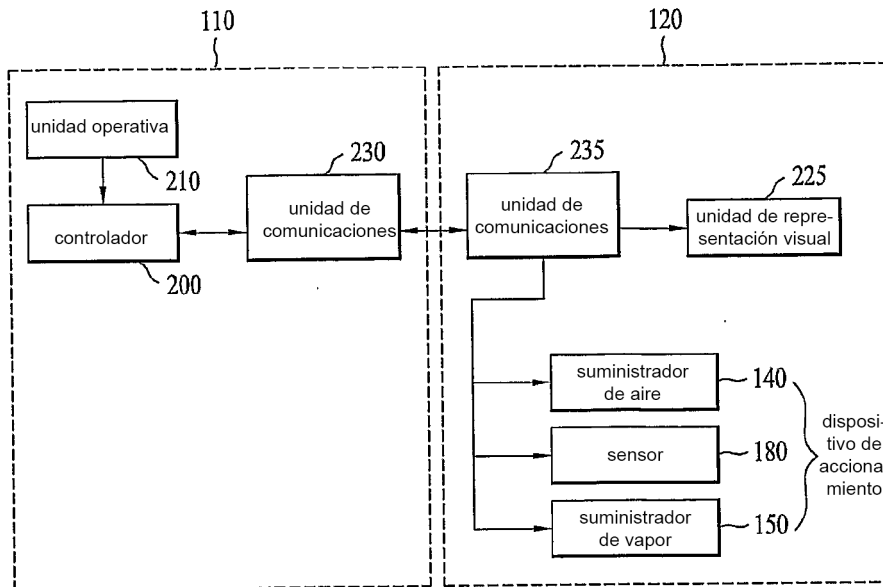 110
120
unidad operativa
210
controlador
200
230
unidad de
comunicaciones
235
unidad de
comunicaciones
225
unidad de repre-
sentación visual
suministrador
de aire
140
sensor
180
suministrador
de vapor
150
disposi-
tivo de
acciona-
miento